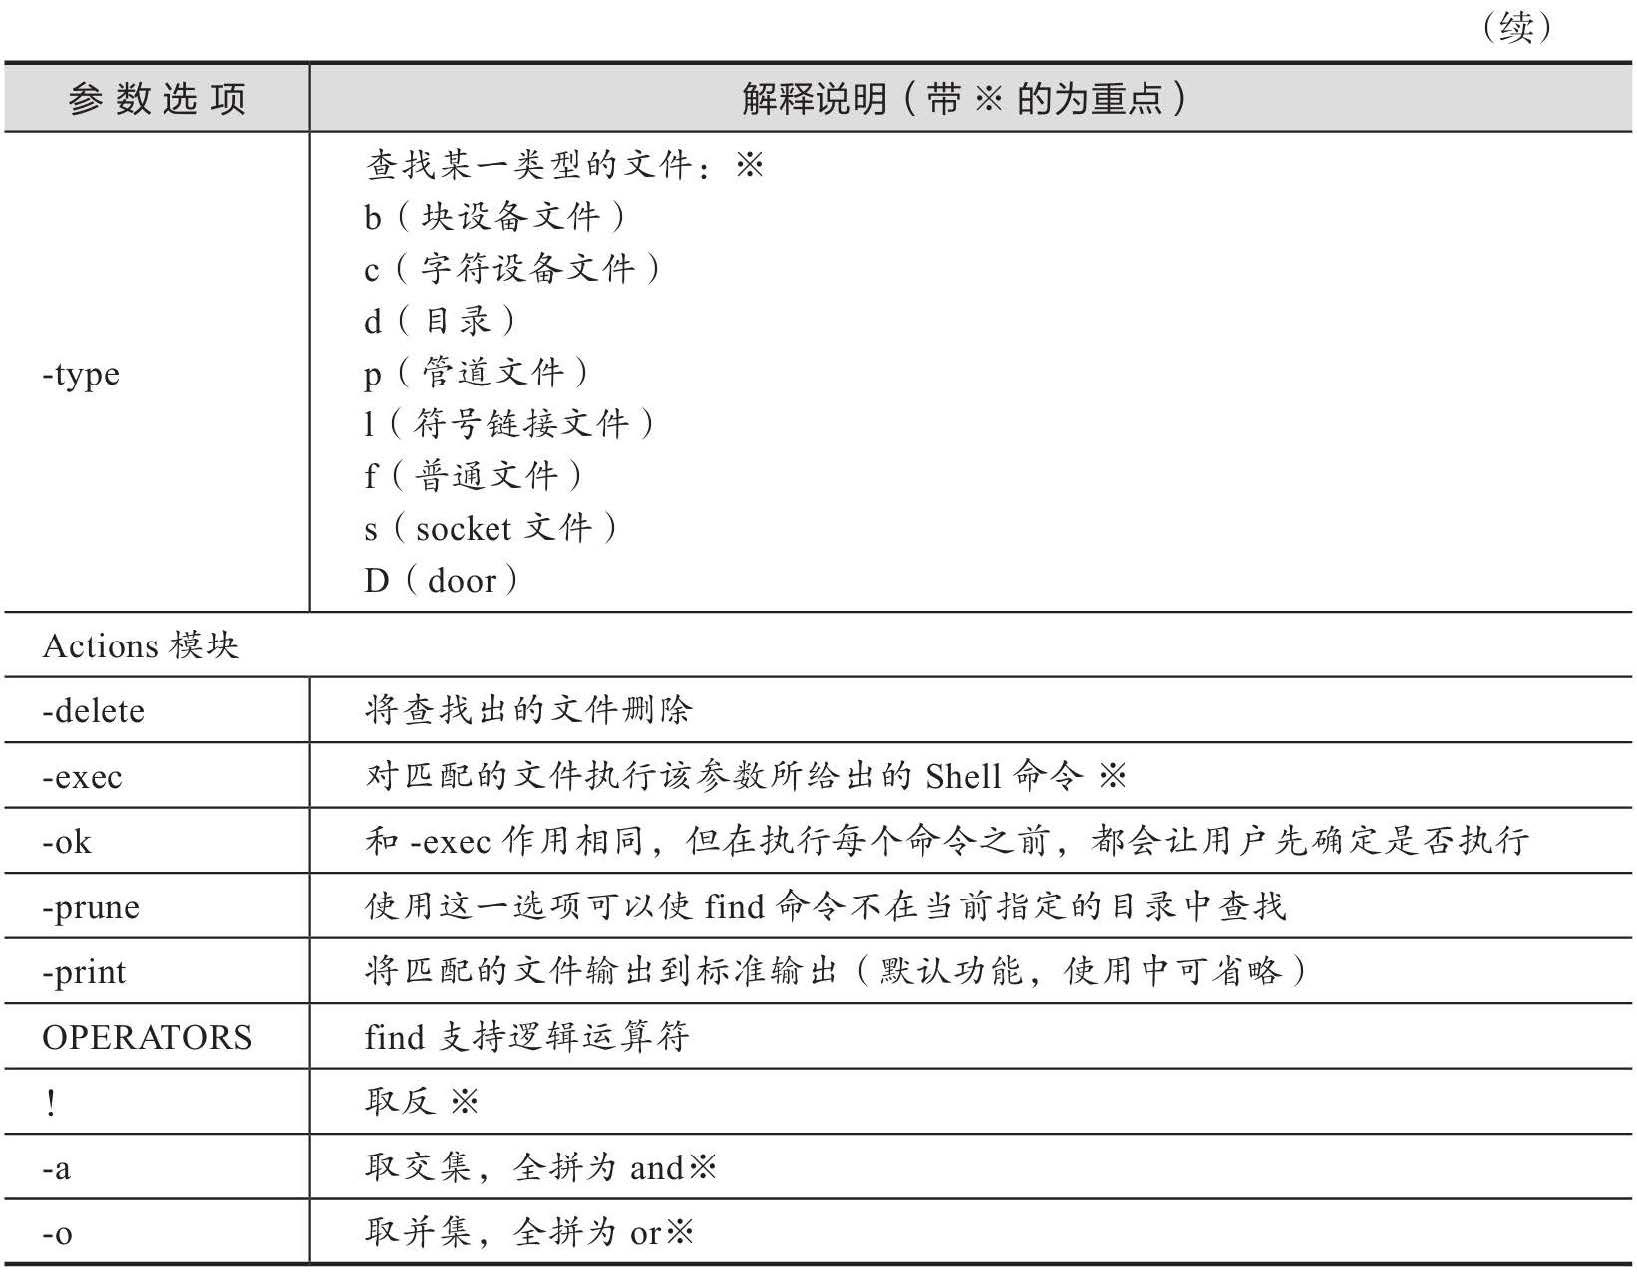 （续）
参数选项 解释说明（带 ※ 的为重点）
查找某一类型的文件：※
b（块设备文件）
c（字符设备文件）
d（目录）
-type p（管道文件）
l（符号链接文件）
f（普通文件）
s（socket 文件）
D（door）
Actions 模块
-delete 将查找出的文件删除
-exec 对匹配的文件执行该参数所给出的 Shell 命令 ※
-ok 和 -exec 作用相同，但在执行每个命令之前，都会让用户先确定是否执行
-prune 使用这一选项可以使 find 命令不在当前指定的目录中查找
-print 将匹配的文件输出到标准输出（默认功能，使用中可省略）
OPERATORS find 支持逻辑运算符
! 取反 ※
-a 取交集，全拼为 and※
-o 取并集，全拼为 or※